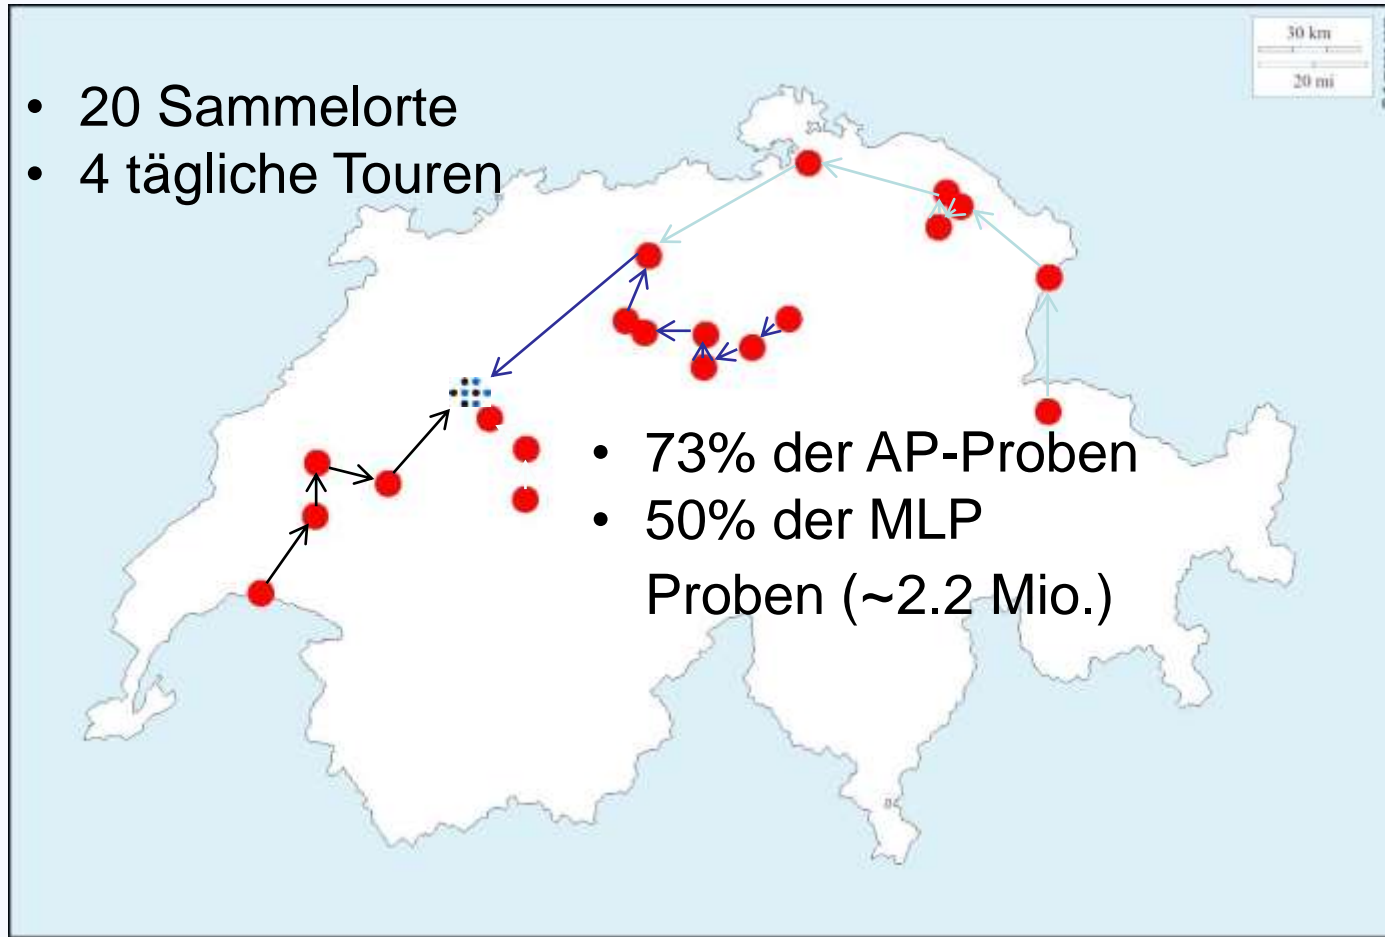 30 km
20 mi
• 20 Sammelorte
• 4 tägliche Touren
• 73% der AP-Proben
• 50% der MLP
Proben (~2.2 Mio.)